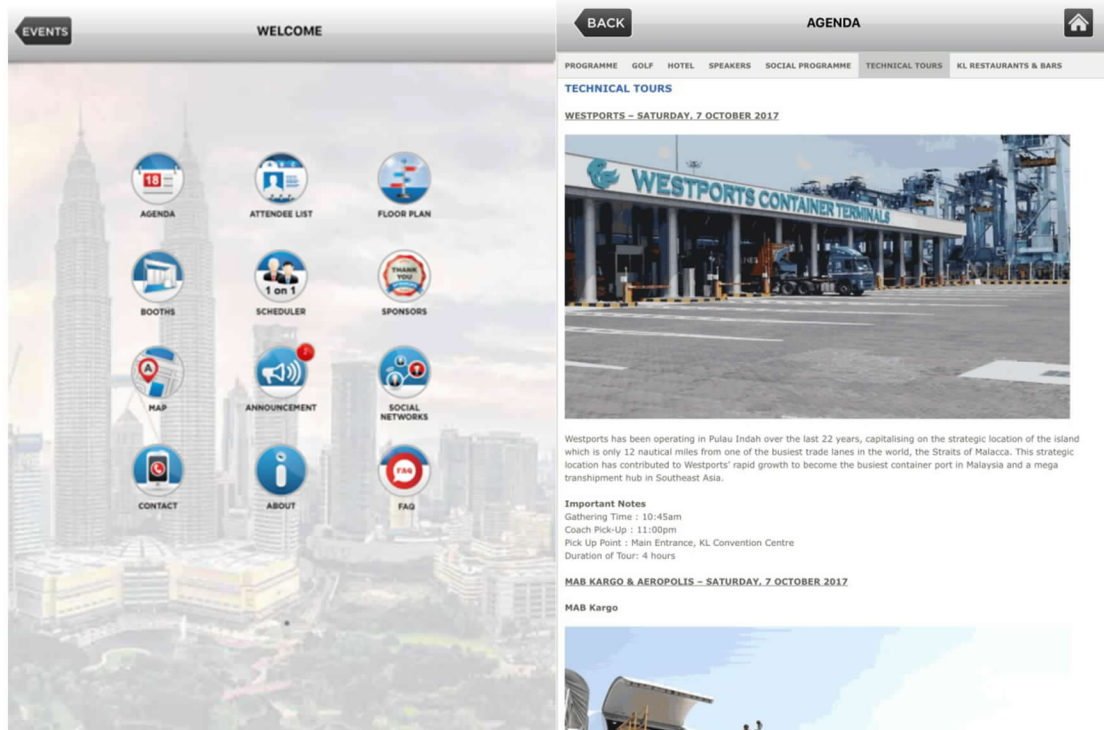 EVENTS
WELCOME
18
AGENDA
ATTENDEE LIST
FLOOR PLAN
BOOTHS
1 on 1
SCHEDULER
THANK
YOU
SPONSORS
A
MAP
2
ANNOUNCEMENT
SOCIAL
NETWORKS
CONTACT
i
ABOUT
FAQ
FAQ
BACK
AGENDA
PROGRAMME GOLF HOTEL SPEAKERS SOCIAL PROGRAMME TECHNICAL TOURS KL RESTAURANTS & BARS
TECHNICAL TOURS
WESTPORTS – SATURDAY, 7 OCTOBER 2017
WESTPORTS CONTAINER TERMINALS
Westports has been operating in Pulau Indah over the last 22 years, capitalising on the strategic location of the island
which is only 12 nautical miles from one of the busiest trade lanes in the world, the Straits of Malacca. This strategic
location has contributed to Westports' rapid growth to become the busiest container port in Malaysia and a mega
transhipment hub in Southeast Asia.
Important Notes
Gathering Time : 10:45am
Coach Pick-Up : 11:00pm
Pick Up Point : Main Entrance, KL Convention Centre
Duration of Tour: 4 hours
MAB KARGO & AEROPOLIS – SATURDAY, 7 OCTOBER 2017
MAB Kargo